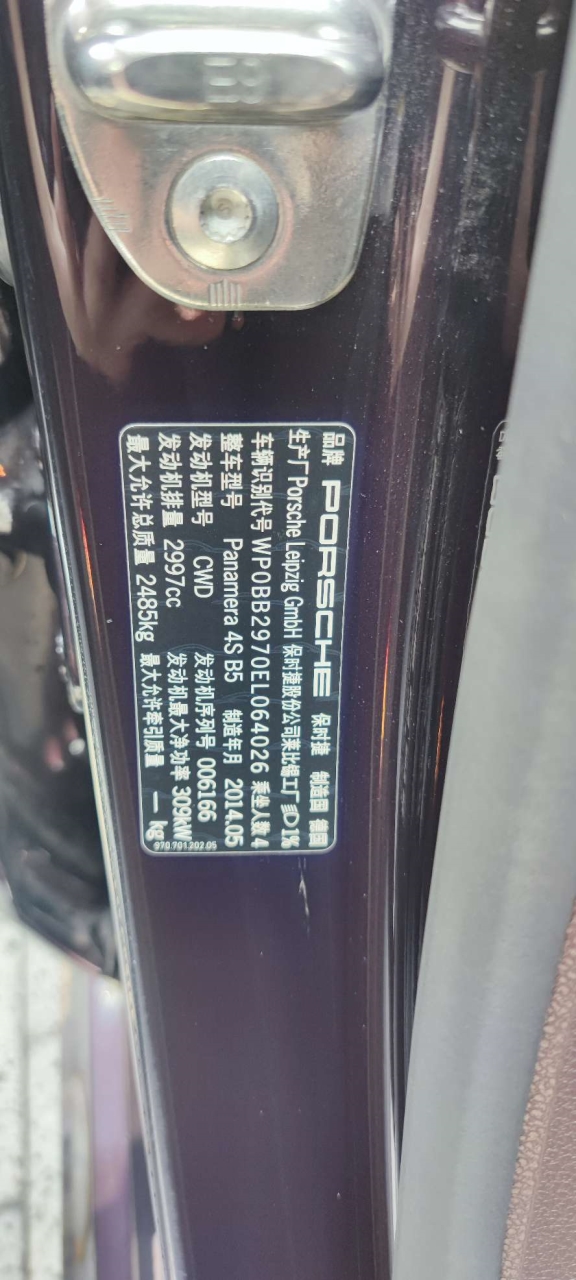 品牌 PORSCHE 保时捷 制造国 德国
生产厂 Porsche Leipzig GmbH 保时捷股份公司莱比锡工厂 D1%
车辆识别代号 WP0BB2970EL064026 乘坐人数 4
整车型号 Panamera 4S B5 制造年月 2014.05
发动机型号 CWD 发动机序列号 006166
发动机排量 2997cc 发动机最大净功率 309kW
最大允许总质量 2485kg 最大允许牵引质量 — kg
970.701.202.05